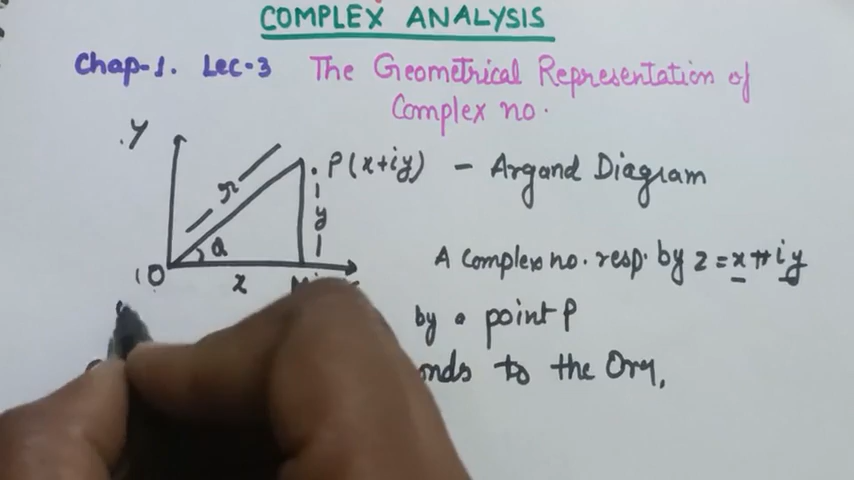 COMPLEX ANALYSIS
Chap-1. Lec-3 The Geometrical Representation of
Complex no.
y
r
P(x+iy) - Argand Diagram
y
a
O
x
A Complex no. resp. by z = x+iy
by a point P
to the Org,